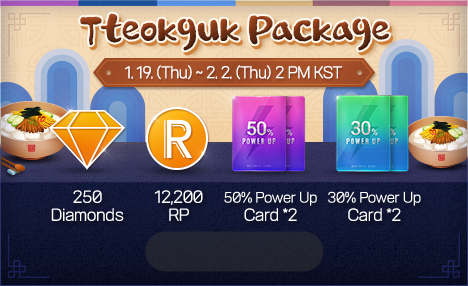 Tteokguk Package
1. 19. (Thu) ~ 2. 2. (Thu) 2 PM KST
50%
POWER UP
30%
POWER UP
R
250
Diamonds
12,200
RP
50% Power Up
Card *2
30% Power Up
Card *2